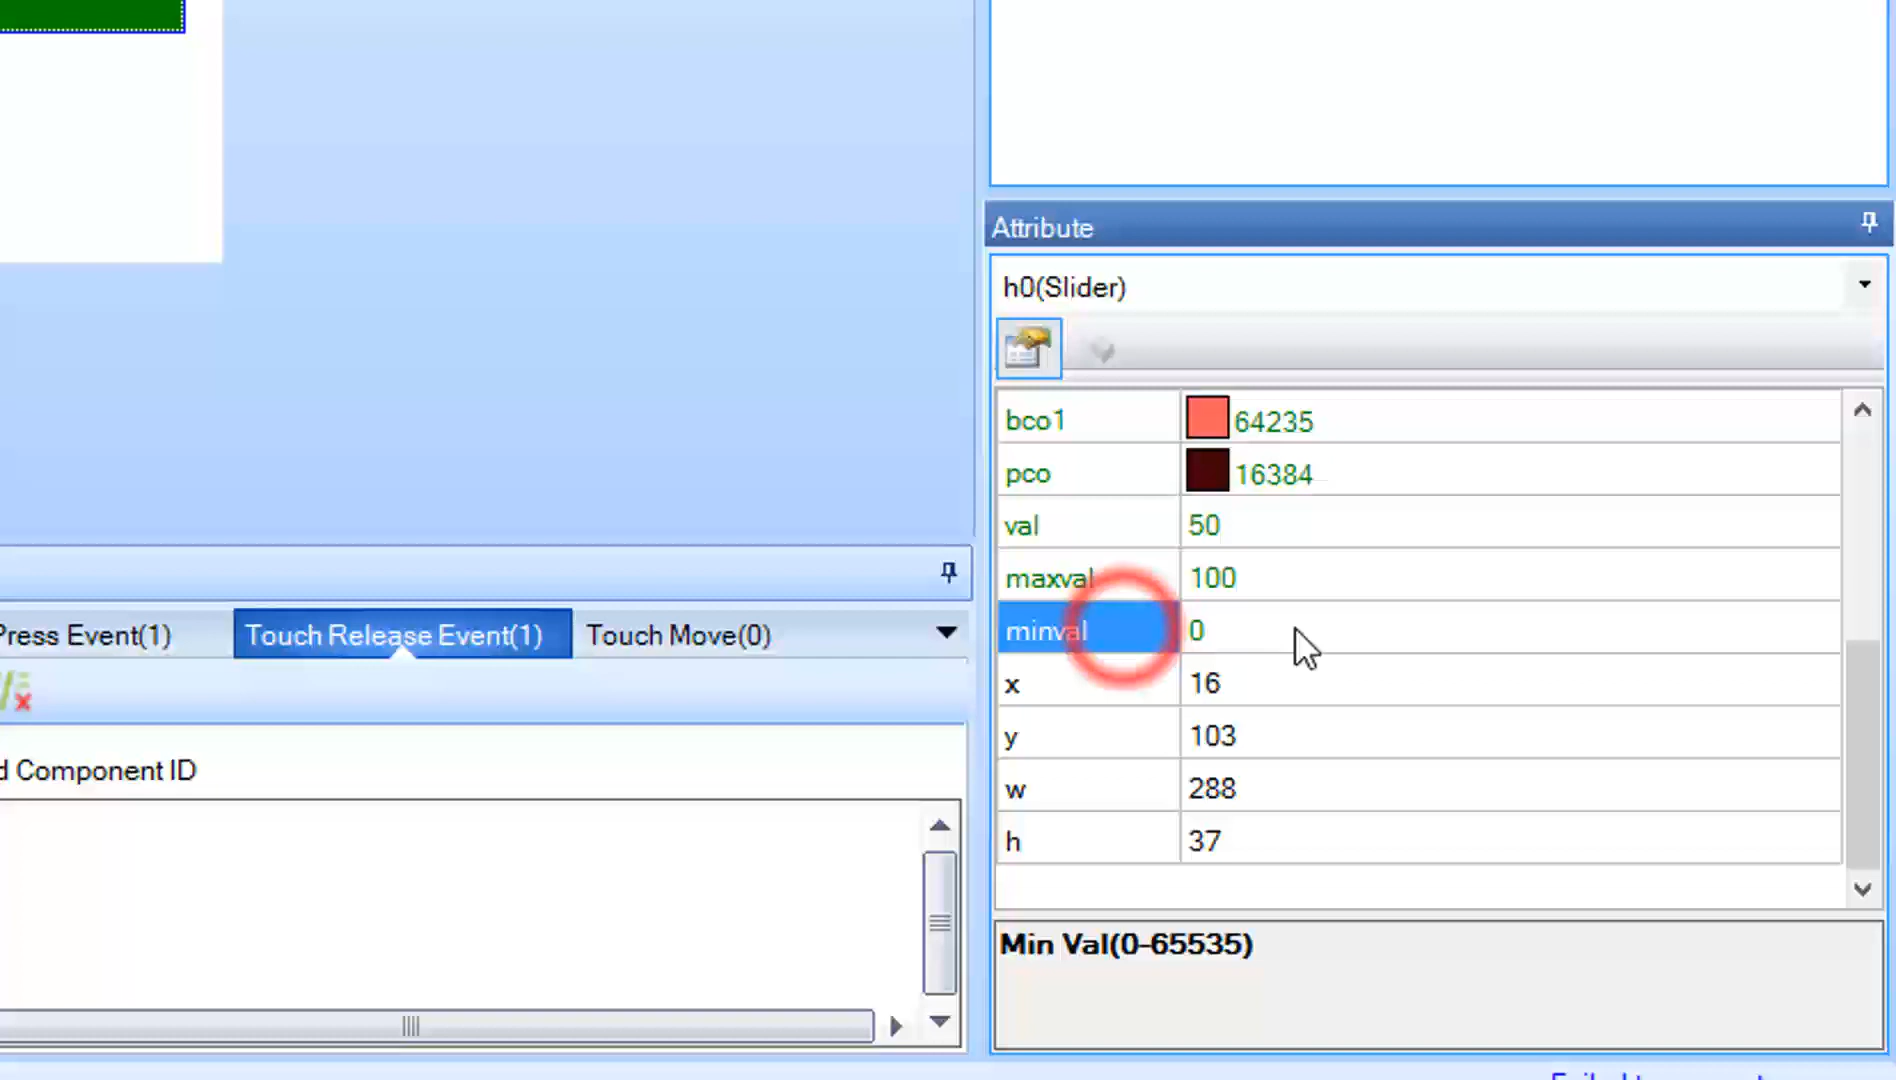 Attribute
h0(Slider)
bco1 64235
pco 16384
val 50
maxval 100
minval 0
x 16
y 103
w 288
h 37
Min Val(0-65535)
Press Event(1) Touch Release Event(1) Touch Move(0)
Component ID